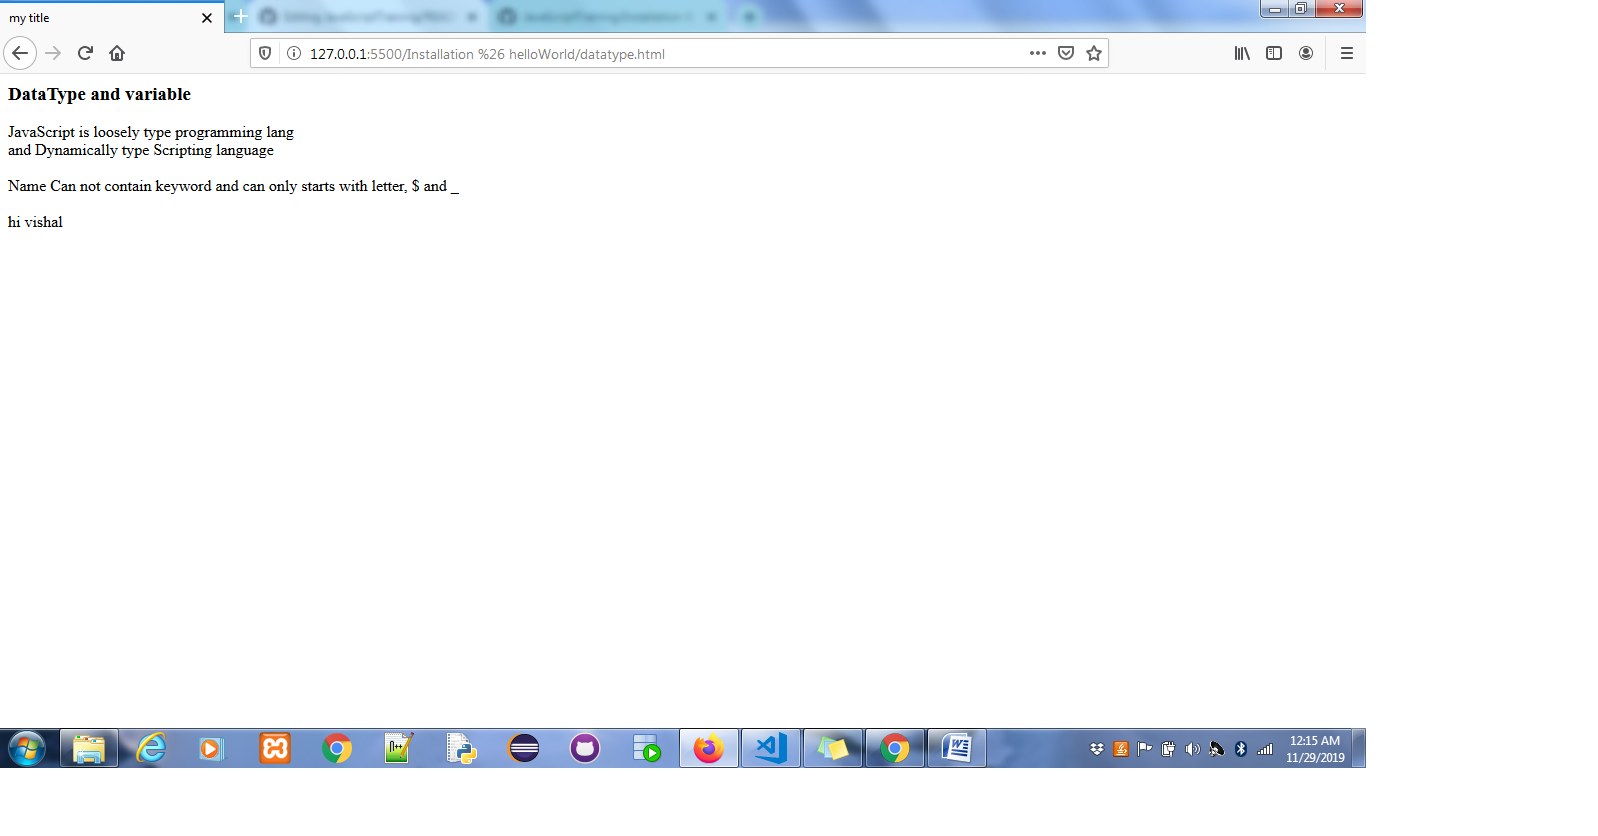 my title
127.0.0.1:5500/Installation %26 helloWorld/datatype.html
DataType and variable
JavaScript is loosely type programming lang
and Dynamically type Scripting language
Name Can not contain keyword and can only starts with letter, $ and _
hi vishal
12:15 AM
11/29/2019